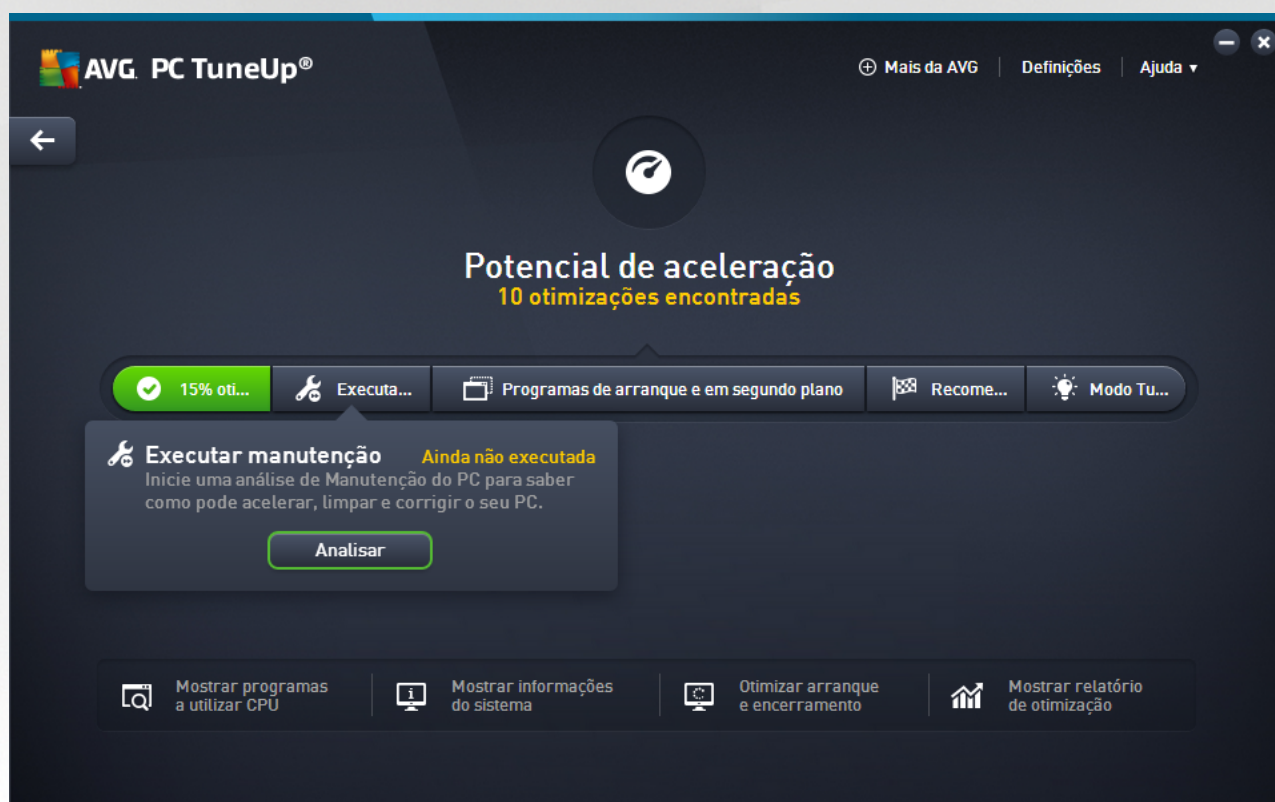 AVG. PC TuneUp®
Mais da AVG
Definições
Ajuda
Potencial de aceleração
10 otimizações encontradas
15% oti...
Executa...
Programas de arranque e em segundo plano
Recome...
Modo Tu...
Executar manutenção
Ainda não executada
Inicie uma análise de Manutenção do PC para saber
como pode acelerar, limpar e corrigir o seu PC.
Analisar
Mostrar programas
a utilizar CPU
Mostrar informações
do sistema
Otimizar arranque
e encerramento
Mostrar relatório
de otimização